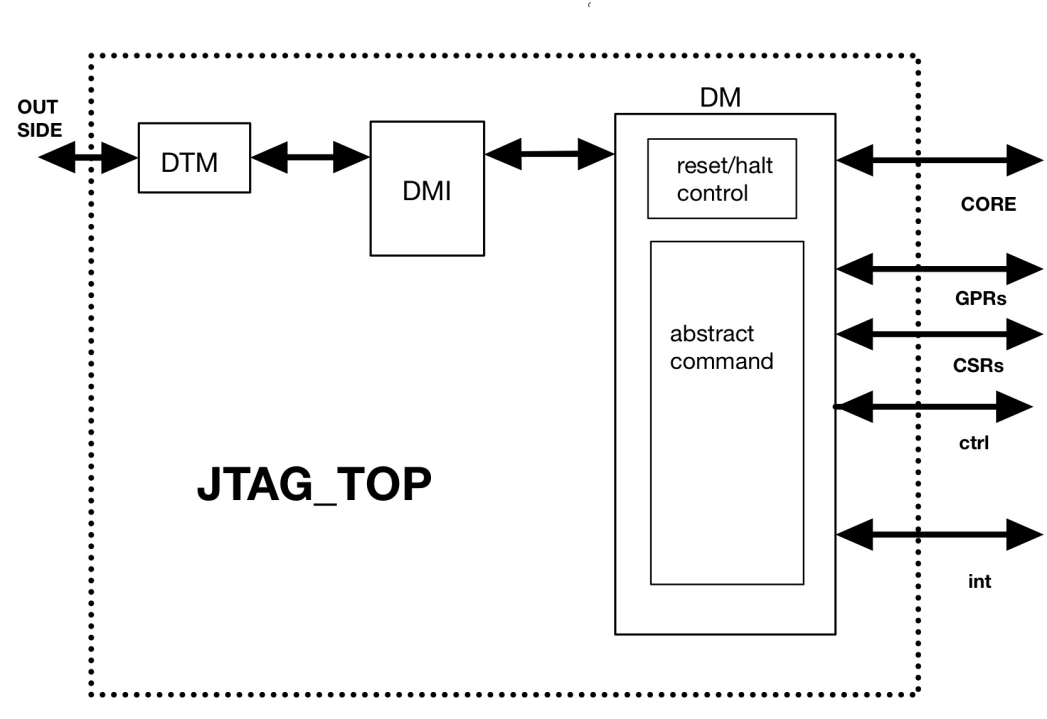 OUT
SIDE
DM
DTM
DMI
reset/halt
control
CORE
GPRs
abstract
command
CSRs
ctrl
JTAG_TOP
int